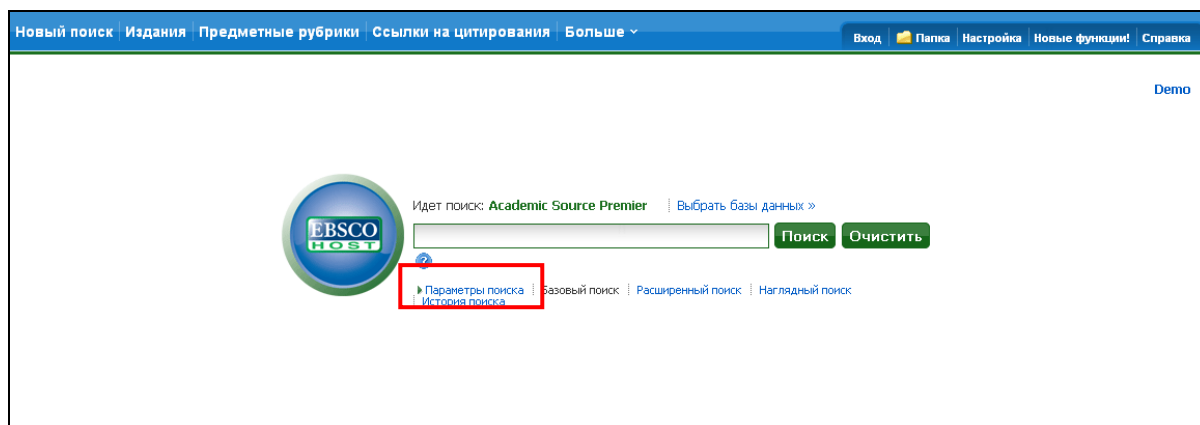 Новый поиск Издания Предметные рубрики Ссылки на цитирования Больше
Вход Папка Настройка Новые функции! Справка
Demo
Идет поиск: Academic Source Premier Выбрать базы данных »
EBSCO
HOST
Поиск Очистить
?
Параметры поиска Базовый поиск Расширенный поиск Наглядный поиск
История поиска